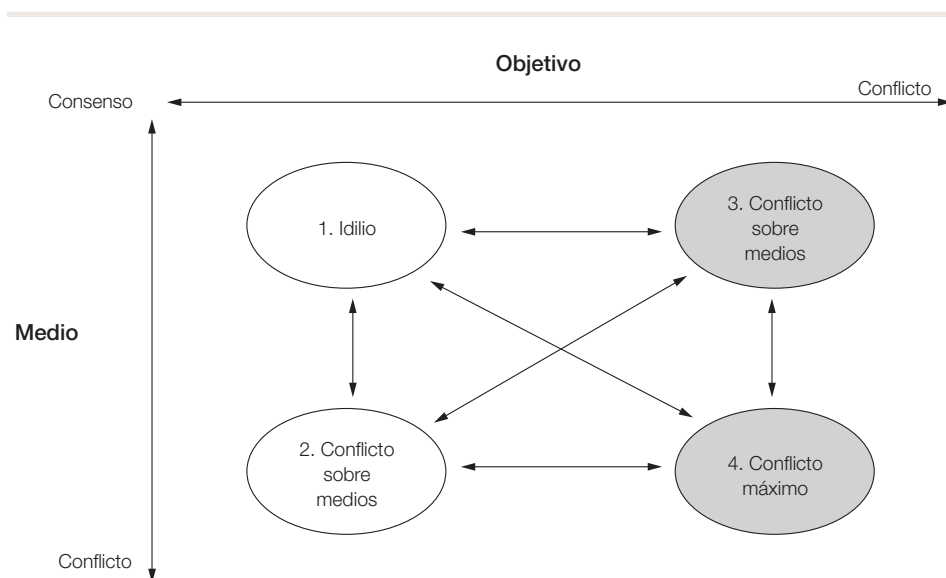 Objetivo
Consenso
Conflicto
1. Idilio
3. Conflicto
sobre
medios
Medio
2. Conflicto
sobre
medios
4. Conflicto
máximo
Conflicto